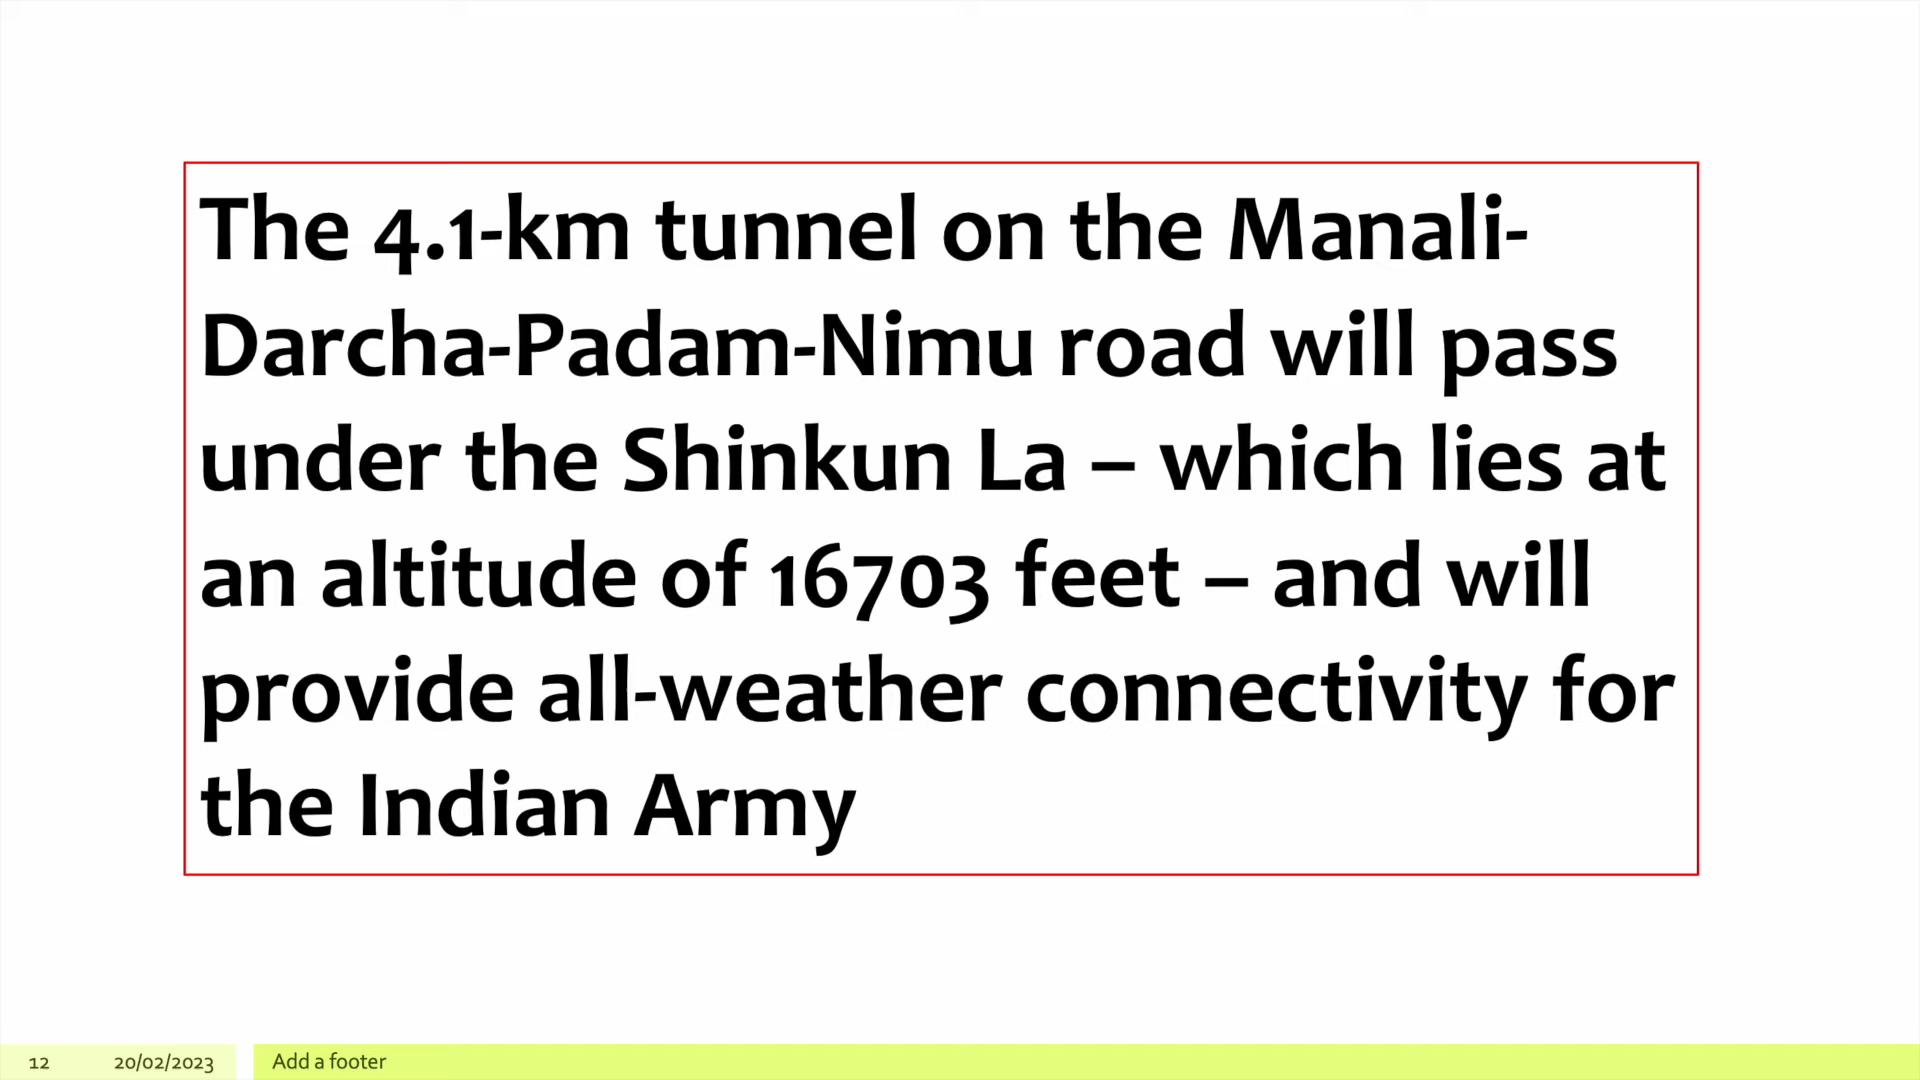 The 4.1-km tunnel on the Manali-
Darcha-Padam-Nimu road will pass
under the Shinkun La – which lies at
an altitude of 16703 feet – and will
provide all-weather connectivity for
the Indian Army
12 20/02/2023 Add a footer